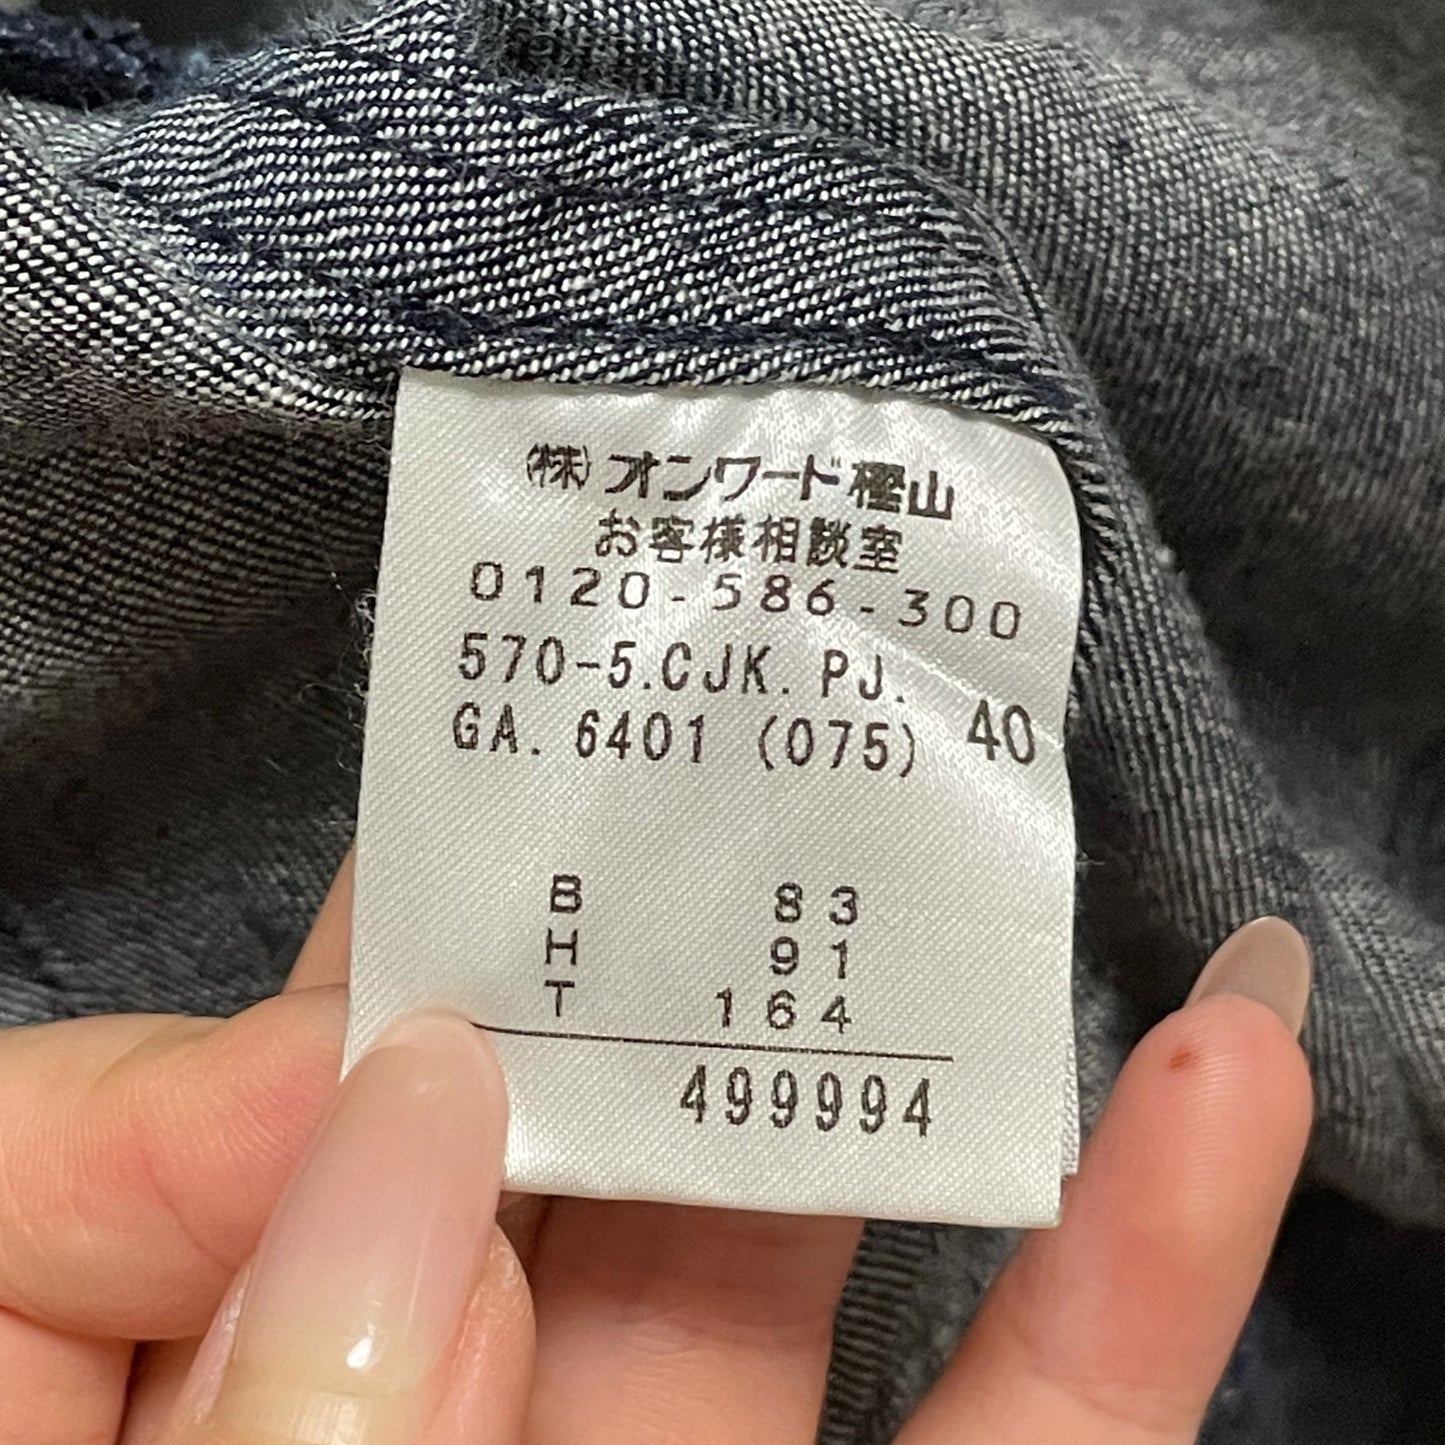 (株)オンワード樫山
お客様相談室
0120-586-300
570-5.CJK. PJ.
GA. 6401 (075) 40
B 83
H 91
T 164
499994